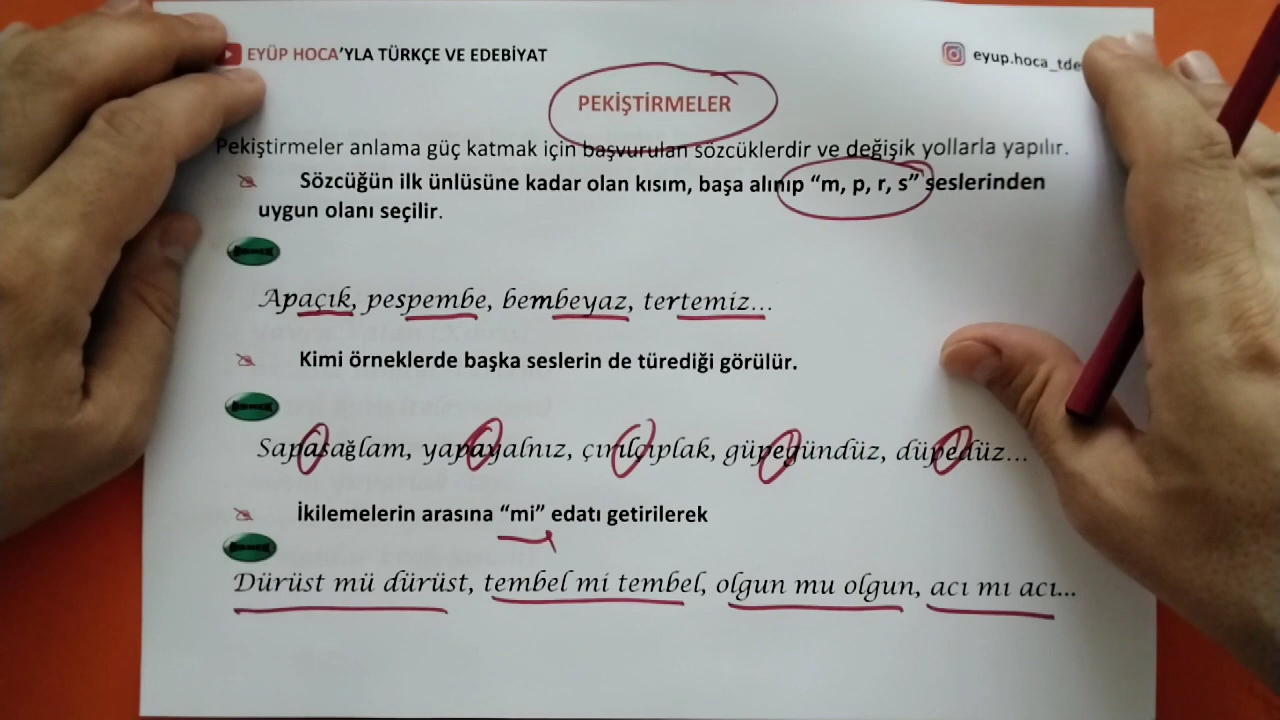 EYÜP HOCA'YLA TÜRKÇE VE EDEBİYAT
eyup.hoca_tde
PEKİŞTİRMELER
Pekiştirmeler anlama güç katmak için başvurulan sözcüklerdir ve değişik yollarla yapılır.
Sözcüğün ilk ünlüsüne kadar olan kısım, başa alınıp “m, p, r, s” seslerinden
uygun olanı seçilir.
Apaçık, pespembe, bembeyaz, tertemiz...
Kimi örneklerde başka seslerin de türediği görülür.
Sapasağlam, yapayalnız, çırılçıplak, güpegündüz, düpedüz...
İkilemelerin arasına “mi” edatı getirilerek
Dürüst mü dürüst, tembel mi tembel, olgun mu olgun, acı mı acı...